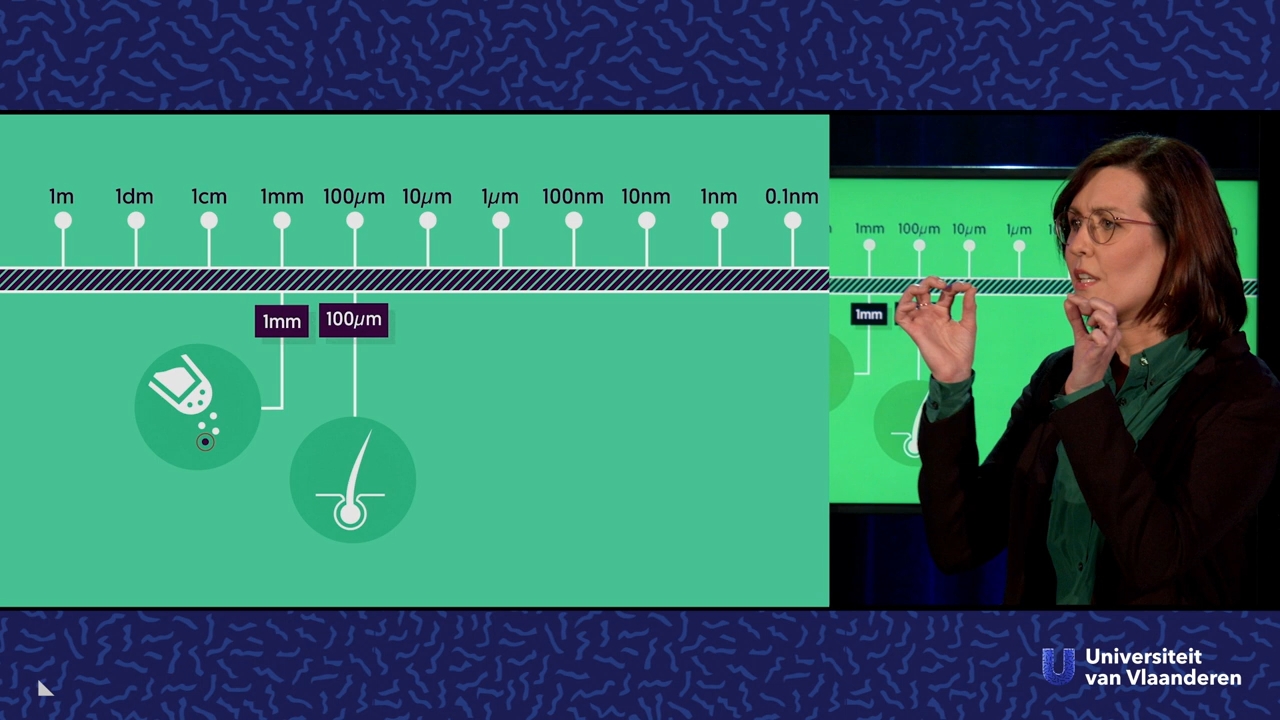 1m 1dm 1cm 1mm 100µm 10µm 1µm 100nm 10nm 1nm 0.1nm
1mm 100µm
1mm 100µm 10µm 1µm
1mm
Universiteit
van Vlaanderen